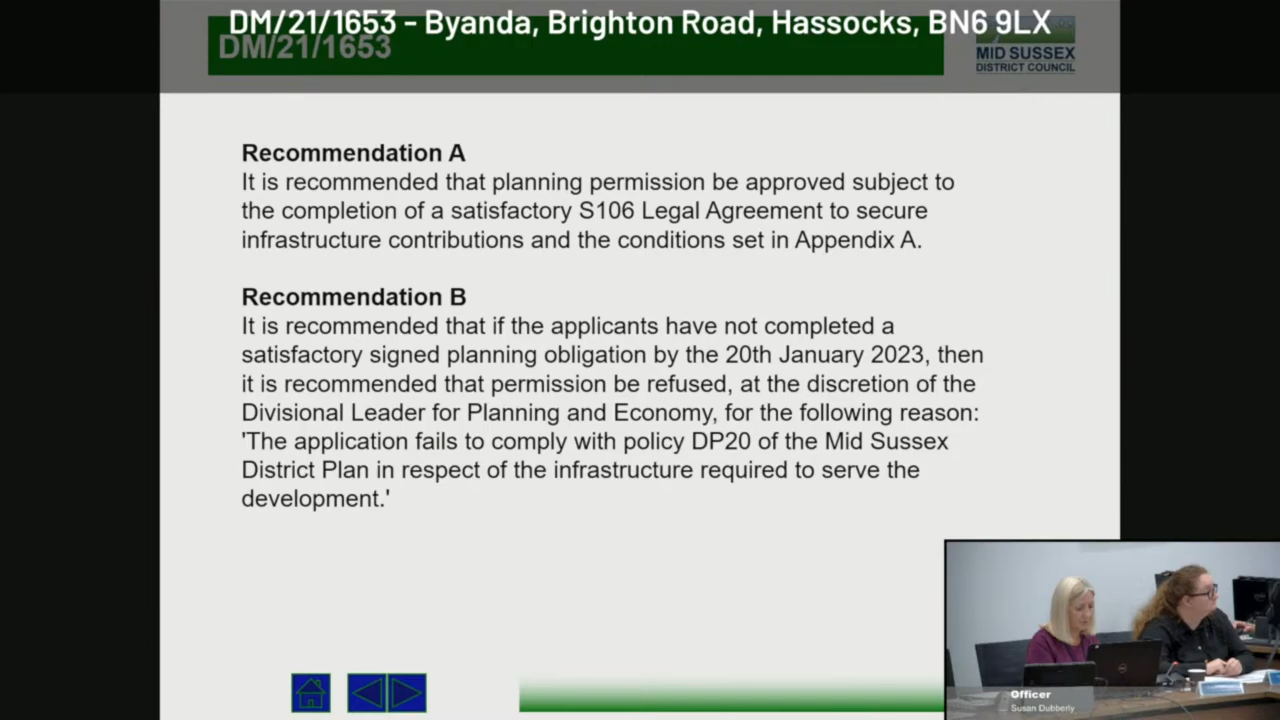 DM/21/1653 - Byanda, Brighton Road, Hassocks, BN6 9LX
DM/21/1653
MID SUSSEX
DISTRICT COUNCIL
Recommendation A
It is recommended that planning permission be approved subject to
the completion of a satisfactory S106 Legal Agreement to secure
infrastructure contributions and the conditions set in Appendix A.
Recommendation B
It is recommended that if the applicants have not completed a
satisfactory signed planning obligation by the 20th January 2023, then
it is recommended that permission be refused, at the discretion of the
Divisional Leader for Planning and Economy, for the following reason:
'The application fails to comply with policy DP20 of the Mid Sussex
District Plan in respect of the infrastructure required to serve the
development.'
Officer
Susan Dubberly